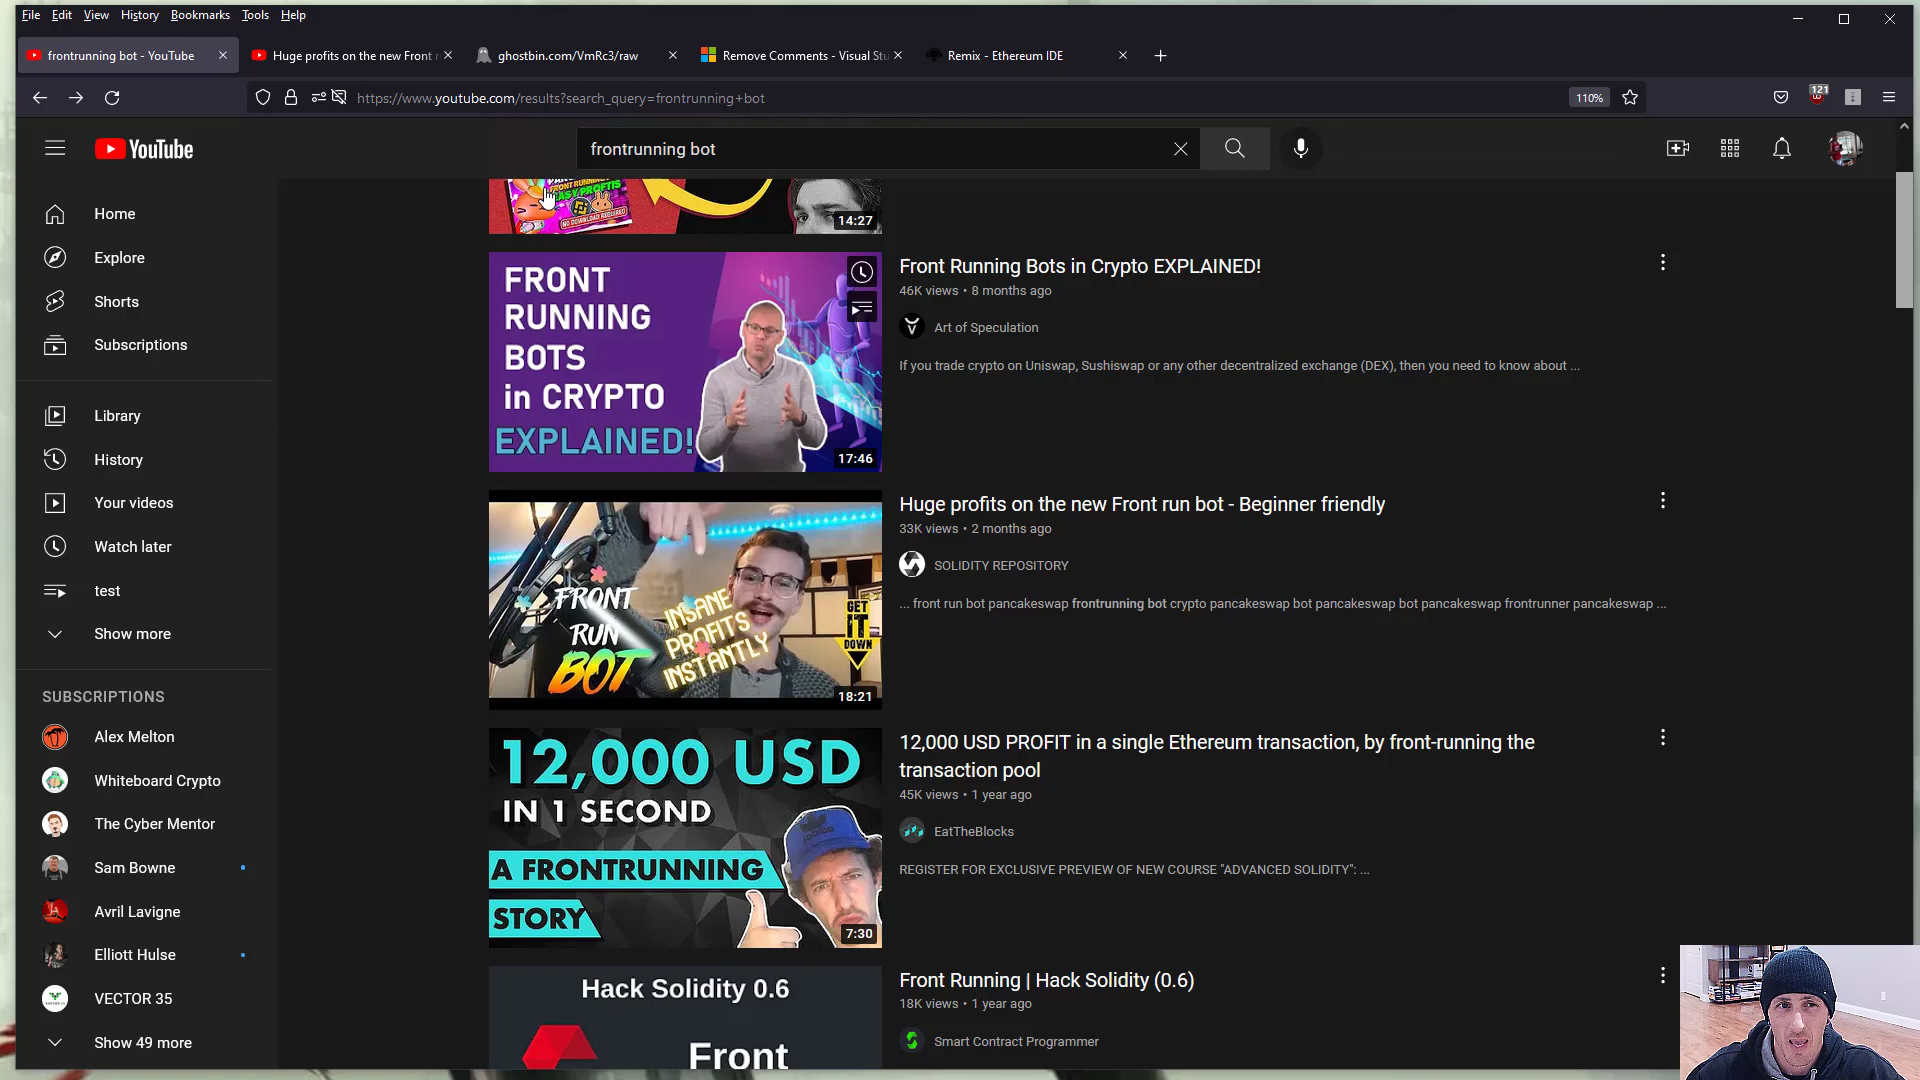 File Edit View History Bookmarks Tools Help
frontrunning bot - YouTube
Huge profits on the new Front r
ghostbin.com/VmRc3/raw
Remove Comments - Visual Stu
Remix - Ethereum IDE
https://www.youtube.com/results?search_query=frontrunning+bot
110%
121
YouTube
frontrunning bot
Home
Explore
Shorts
Subscriptions
Library
History
Your videos
Watch later
test
Show more
SUBSCRIPTIONS
Alex Melton
Whiteboard Crypto
The Cyber Mentor
Sam Bowne
Avril Lavigne
Elliott Hulse
VECTOR 35
Show 49 more
NO DOWNLOAD REQUIRED
14:27
FRONT
RUNNING
BOTS
in CRYPTO
EXPLAINED!
17:46
Front Running Bots in Crypto EXPLAINED!
46K views • 8 months ago
Art of Speculation
If you trade crypto on Uniswap, Sushiswap or any other decentralized exchange (DEX), then you need to know about ...
FRONT
RUN
BOT
INSANE
PROFITS
INSTANTLY
GET
IT
DOWN
18:21
Huge profits on the new Front run bot - Beginner friendly
33K views • 2 months ago
SOLIDITY REPOSITORY
... front run bot pancakeswap frontrunning bot crypto pancakeswap bot pancakeswap bot pancakeswap frontrunner pancakeswap ...
12,000 USD
IN 1 SECOND
A FRONTRUNNING
STORY
7:30
12,000 USD PROFIT in a single Ethereum transaction, by front-running the
transaction pool
45K views • 1 year ago
EatTheBlocks
REGISTER FOR EXCLUSIVE PREVIEW OF NEW COURSE "ADVANCED SOLIDITY": ...
Hack Solidity 0.6
Front
Front Running | Hack Solidity (0.6)
18K views • 1 year ago
Smart Contract Programmer